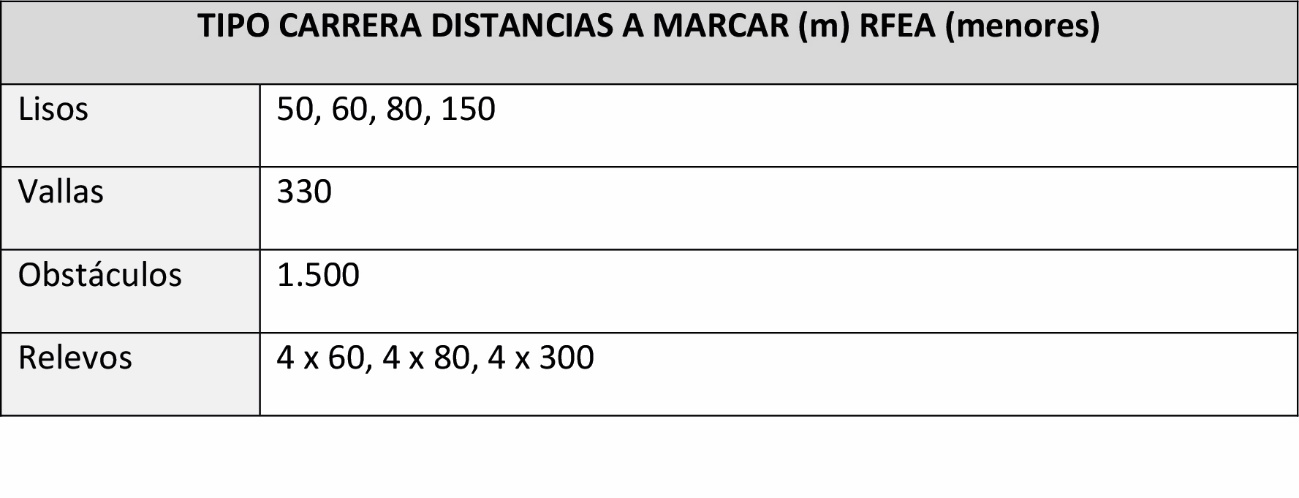 TIPO CARRERA DISTANCIAS A MARCAR (m) RFEA (menores)
Lisos 50, 60, 80, 150
Vallas 330
Obstáculos 1.500
Relevos 4 x 60, 4 x 80, 4 x 300